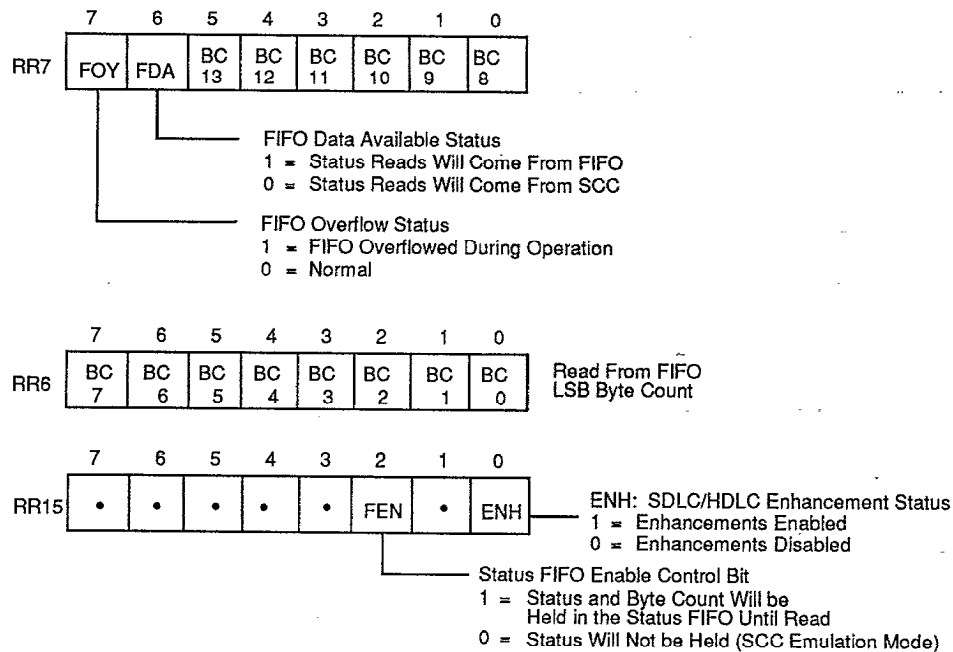 7 6 5 4 3 2 1 0
RR7 FOY FDA BC 13 BC 12 BC 11 BC 10 BC 9 BC 8
FIFO Data Available Status
1 = Status Reads Will Come From FIFO
0 = Status Reads Will Come From SCC
FIFO Overflow Status
1 = FIFO Overflowed During Operation
0 = Normal
7 6 5 4 3 2 1 0
RR6 BC 7 BC 6 BC 5 BC 4 BC 3 BC 2 BC 1 BC 0
Read From FIFO
LSB Byte Count
7 6 5 4 3 2 1 0
RR15 • • • • • FEN • ENH
ENH: SDLC/HDLC Enhancement Status
1 = Enhancements Enabled
0 = Enhancements Disabled
Status FIFO Enable Control Bit
1 = Status and Byte Count Will be
Held in the Status FIFO Until Read
0 = Status Will Not be Held (SCC Emulation Mode)